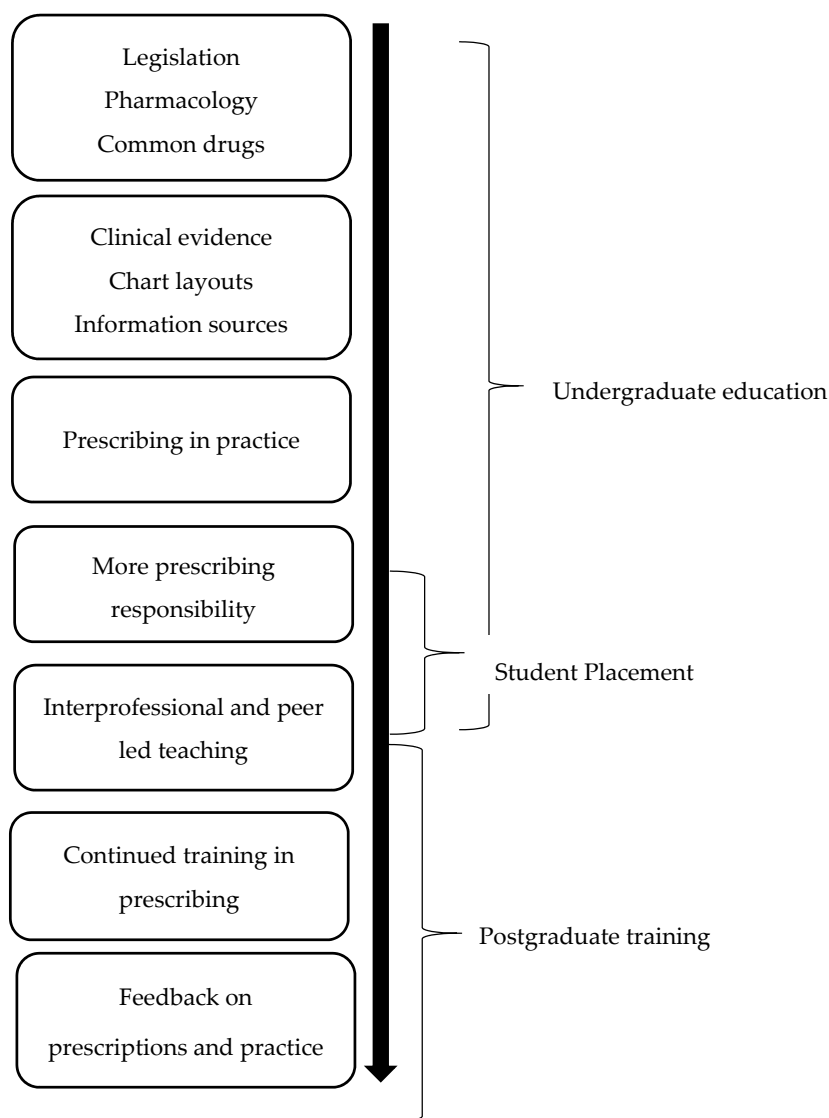 Legislation
Pharmacology
Common drugs
Clinical evidence
Chart layouts
Information sources
Prescribing in practice
More prescribing
responsibility
Interprofessional and peer
led teaching
Continued training in
prescribing
Feedback on
prescriptions and practice
Undergraduate education
Student Placement
Postgraduate training